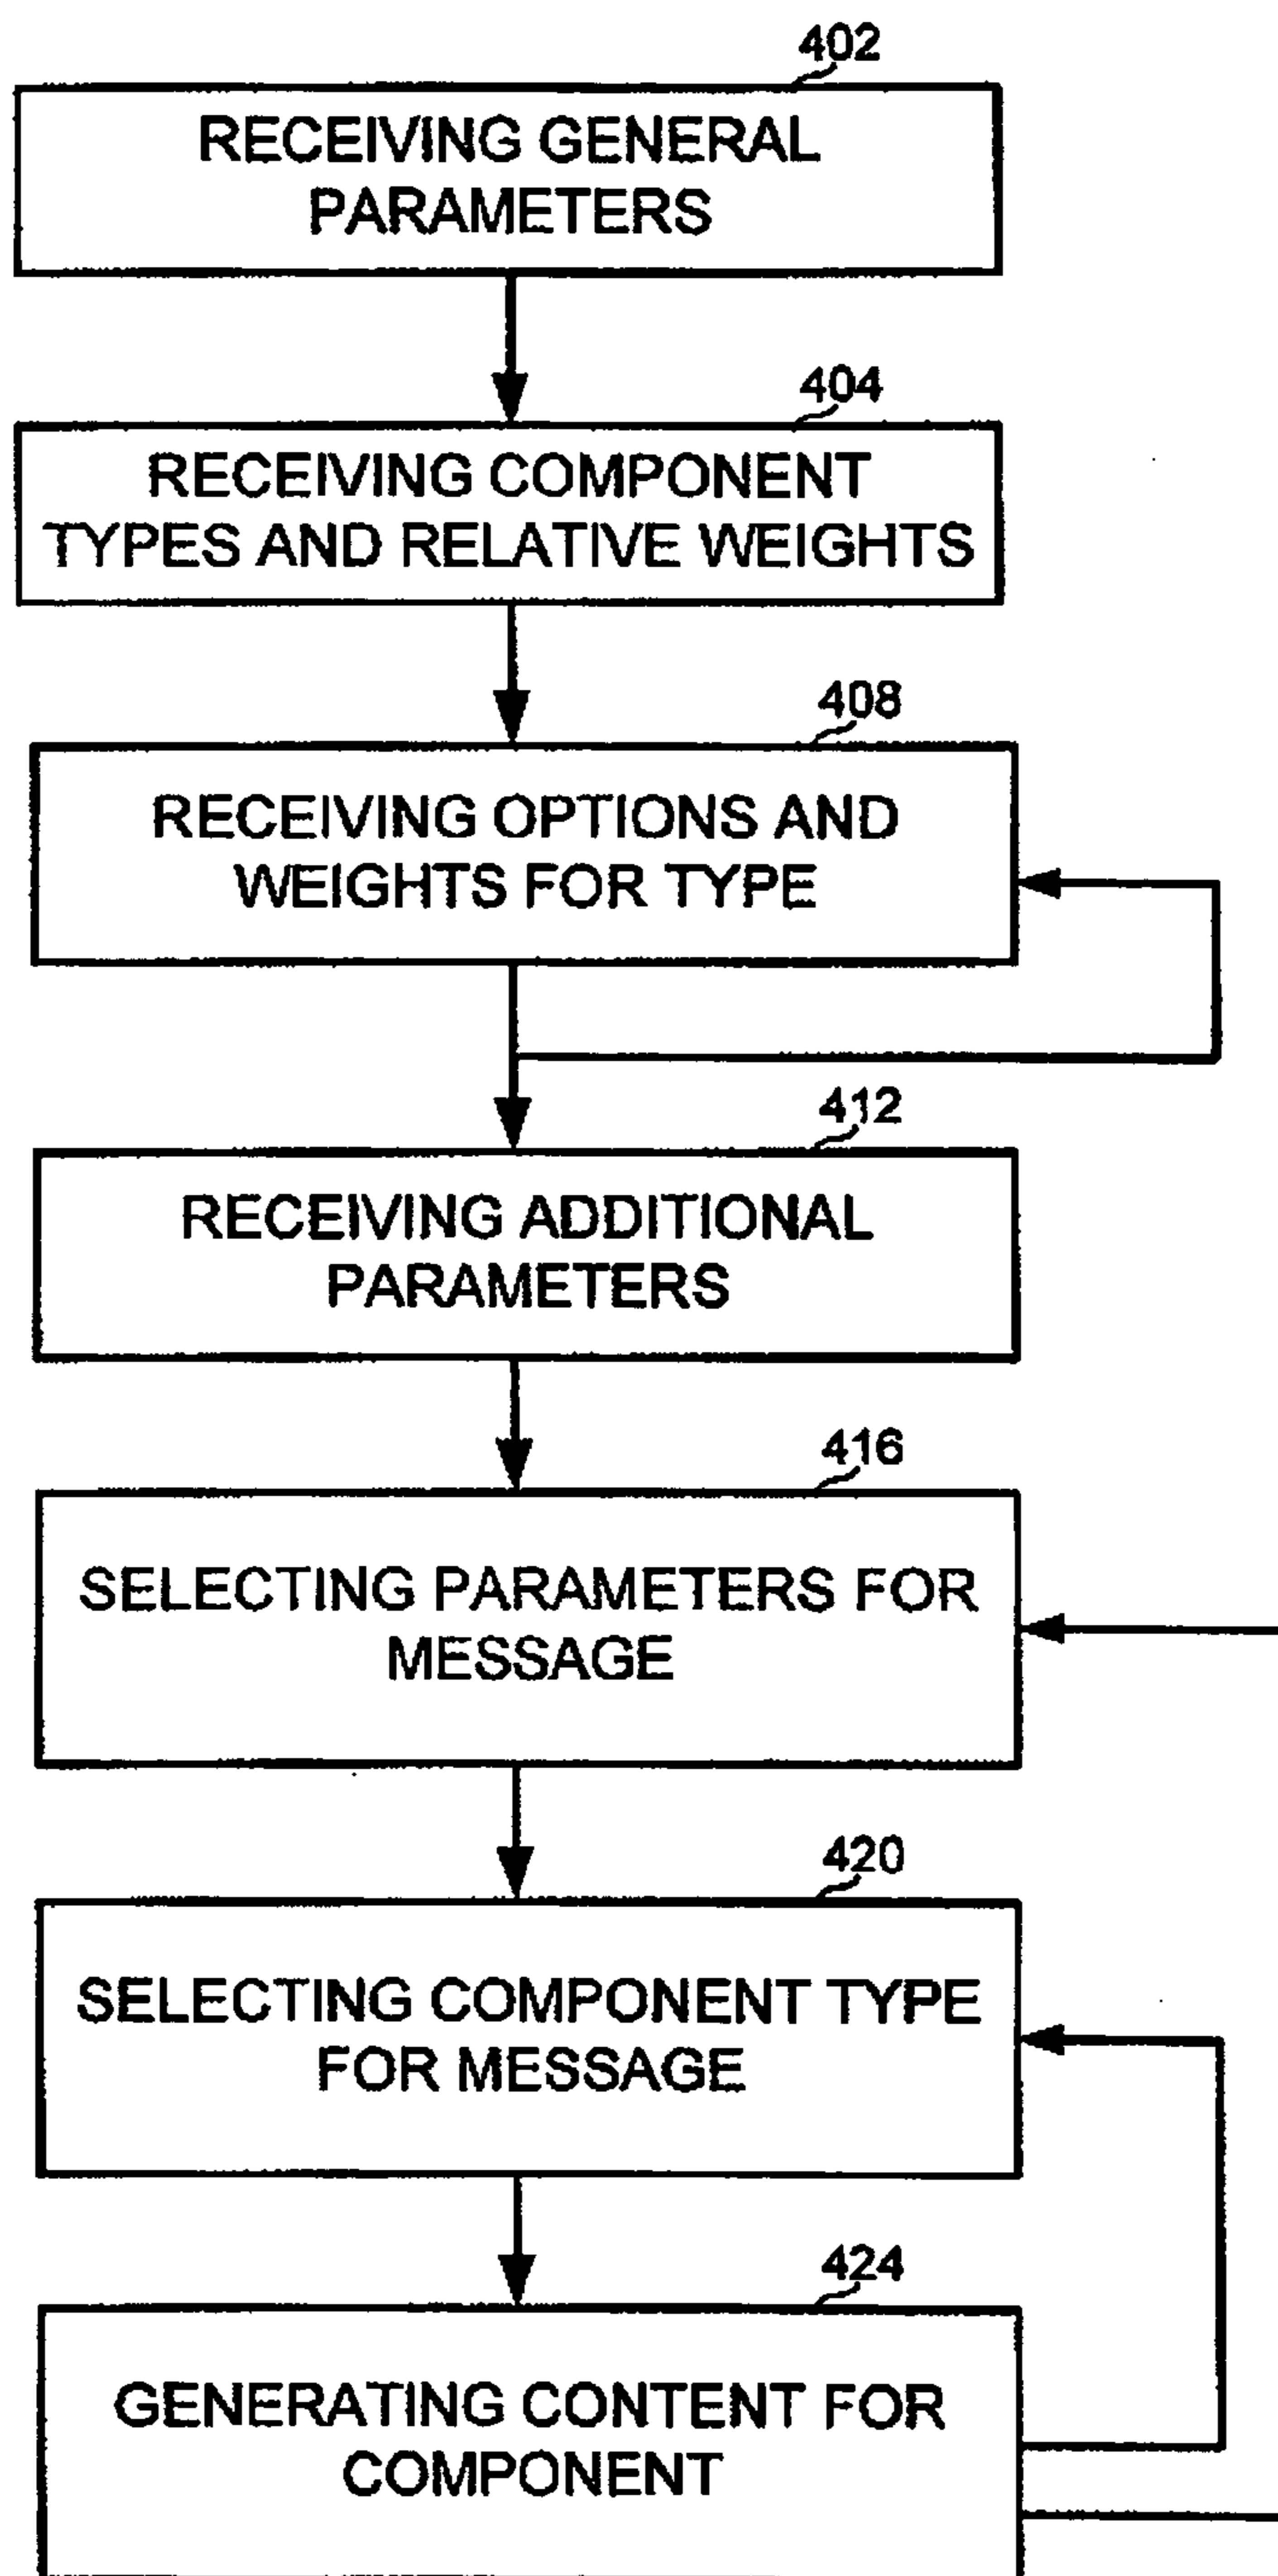 402
RECEIVING GENERAL
PARAMETERS
404
RECEIVING COMPONENT
TYPES AND RELATIVE WEIGHTS
408
RECEIVING OPTIONS AND
WEIGHTS FOR TYPE
412
RECEIVING ADDITIONAL
PARAMETERS
416
SELECTING PARAMETERS FOR
MESSAGE
420
SELECTING COMPONENT TYPE
FOR MESSAGE
424
GENERATING CONTENT FOR
COMPONENT